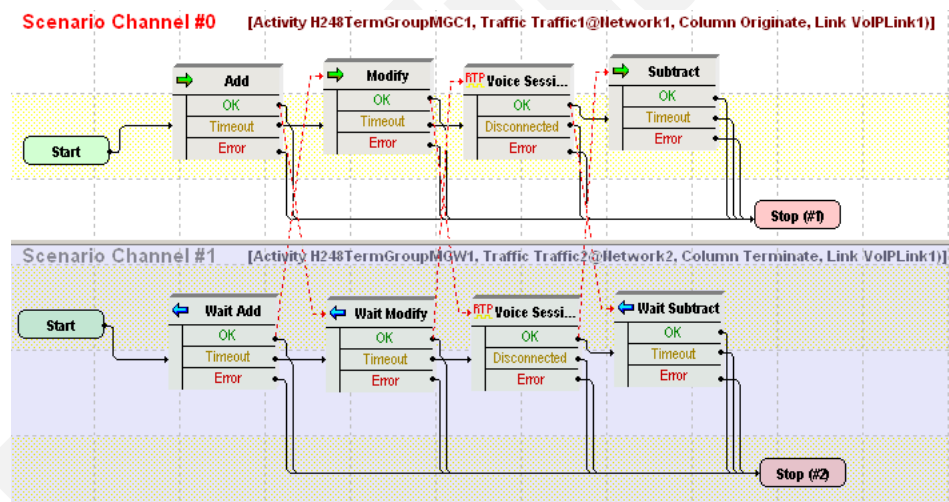 Scenario Channel #0 [Activity H248TermGroupMGC1, Traffic Traffic1@Network1, Column Originate, Link VoIPLink1)]
Add
OK
Timeout
Error
Modify
OK
Timeout
Error
RTP Voice Sessi...
OK
Disconnected
Error
Subtract
OK
Timeout
Error
Start
Stop (#1)
Scenario Channel #1 [Activity H248TermGroupMGW1, Traffic Traffic2@Network2, Column Terminate, Link VoIPLink1)]
Start
Wait Add
OK
Timeout
Error
Wait Modify
OK
Timeout
Error
RTP Voice Sessi...
OK
Disconnected
Error
Wait Subtract
OK
Timeout
Error
Stop (#2)